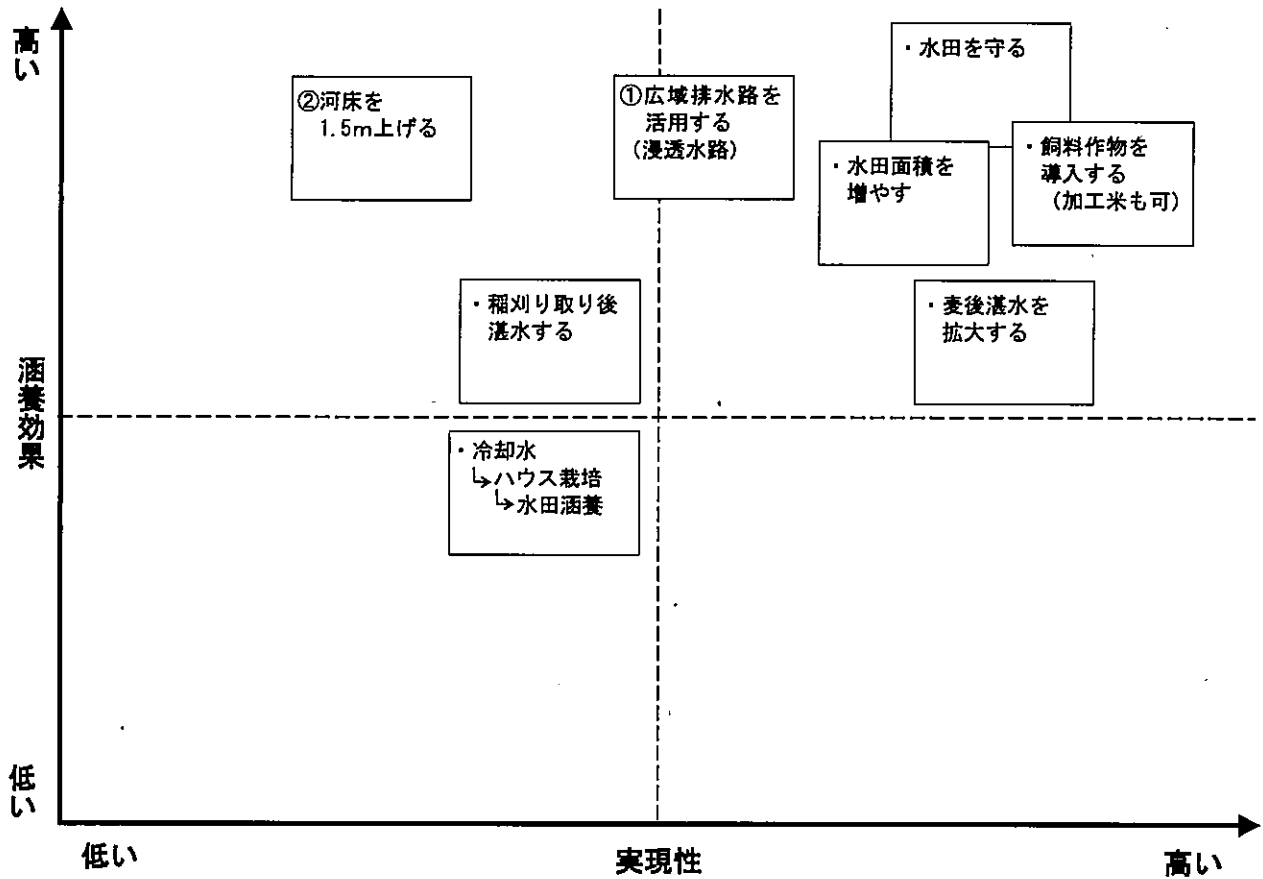 高い
・水田を守る
②河床を
1.5m上げる
①広域排水路を
活用する
(浸透水路)
・飼料作物を
導入する
(加工米も可)
・水田面積を
増やす
・稲刈り取り後
湛水する
・麦後湛水を
拡大する
涵養効果
・冷却水
↳ハウス栽培
↳水田涵養
低い
低い
実現性
高い